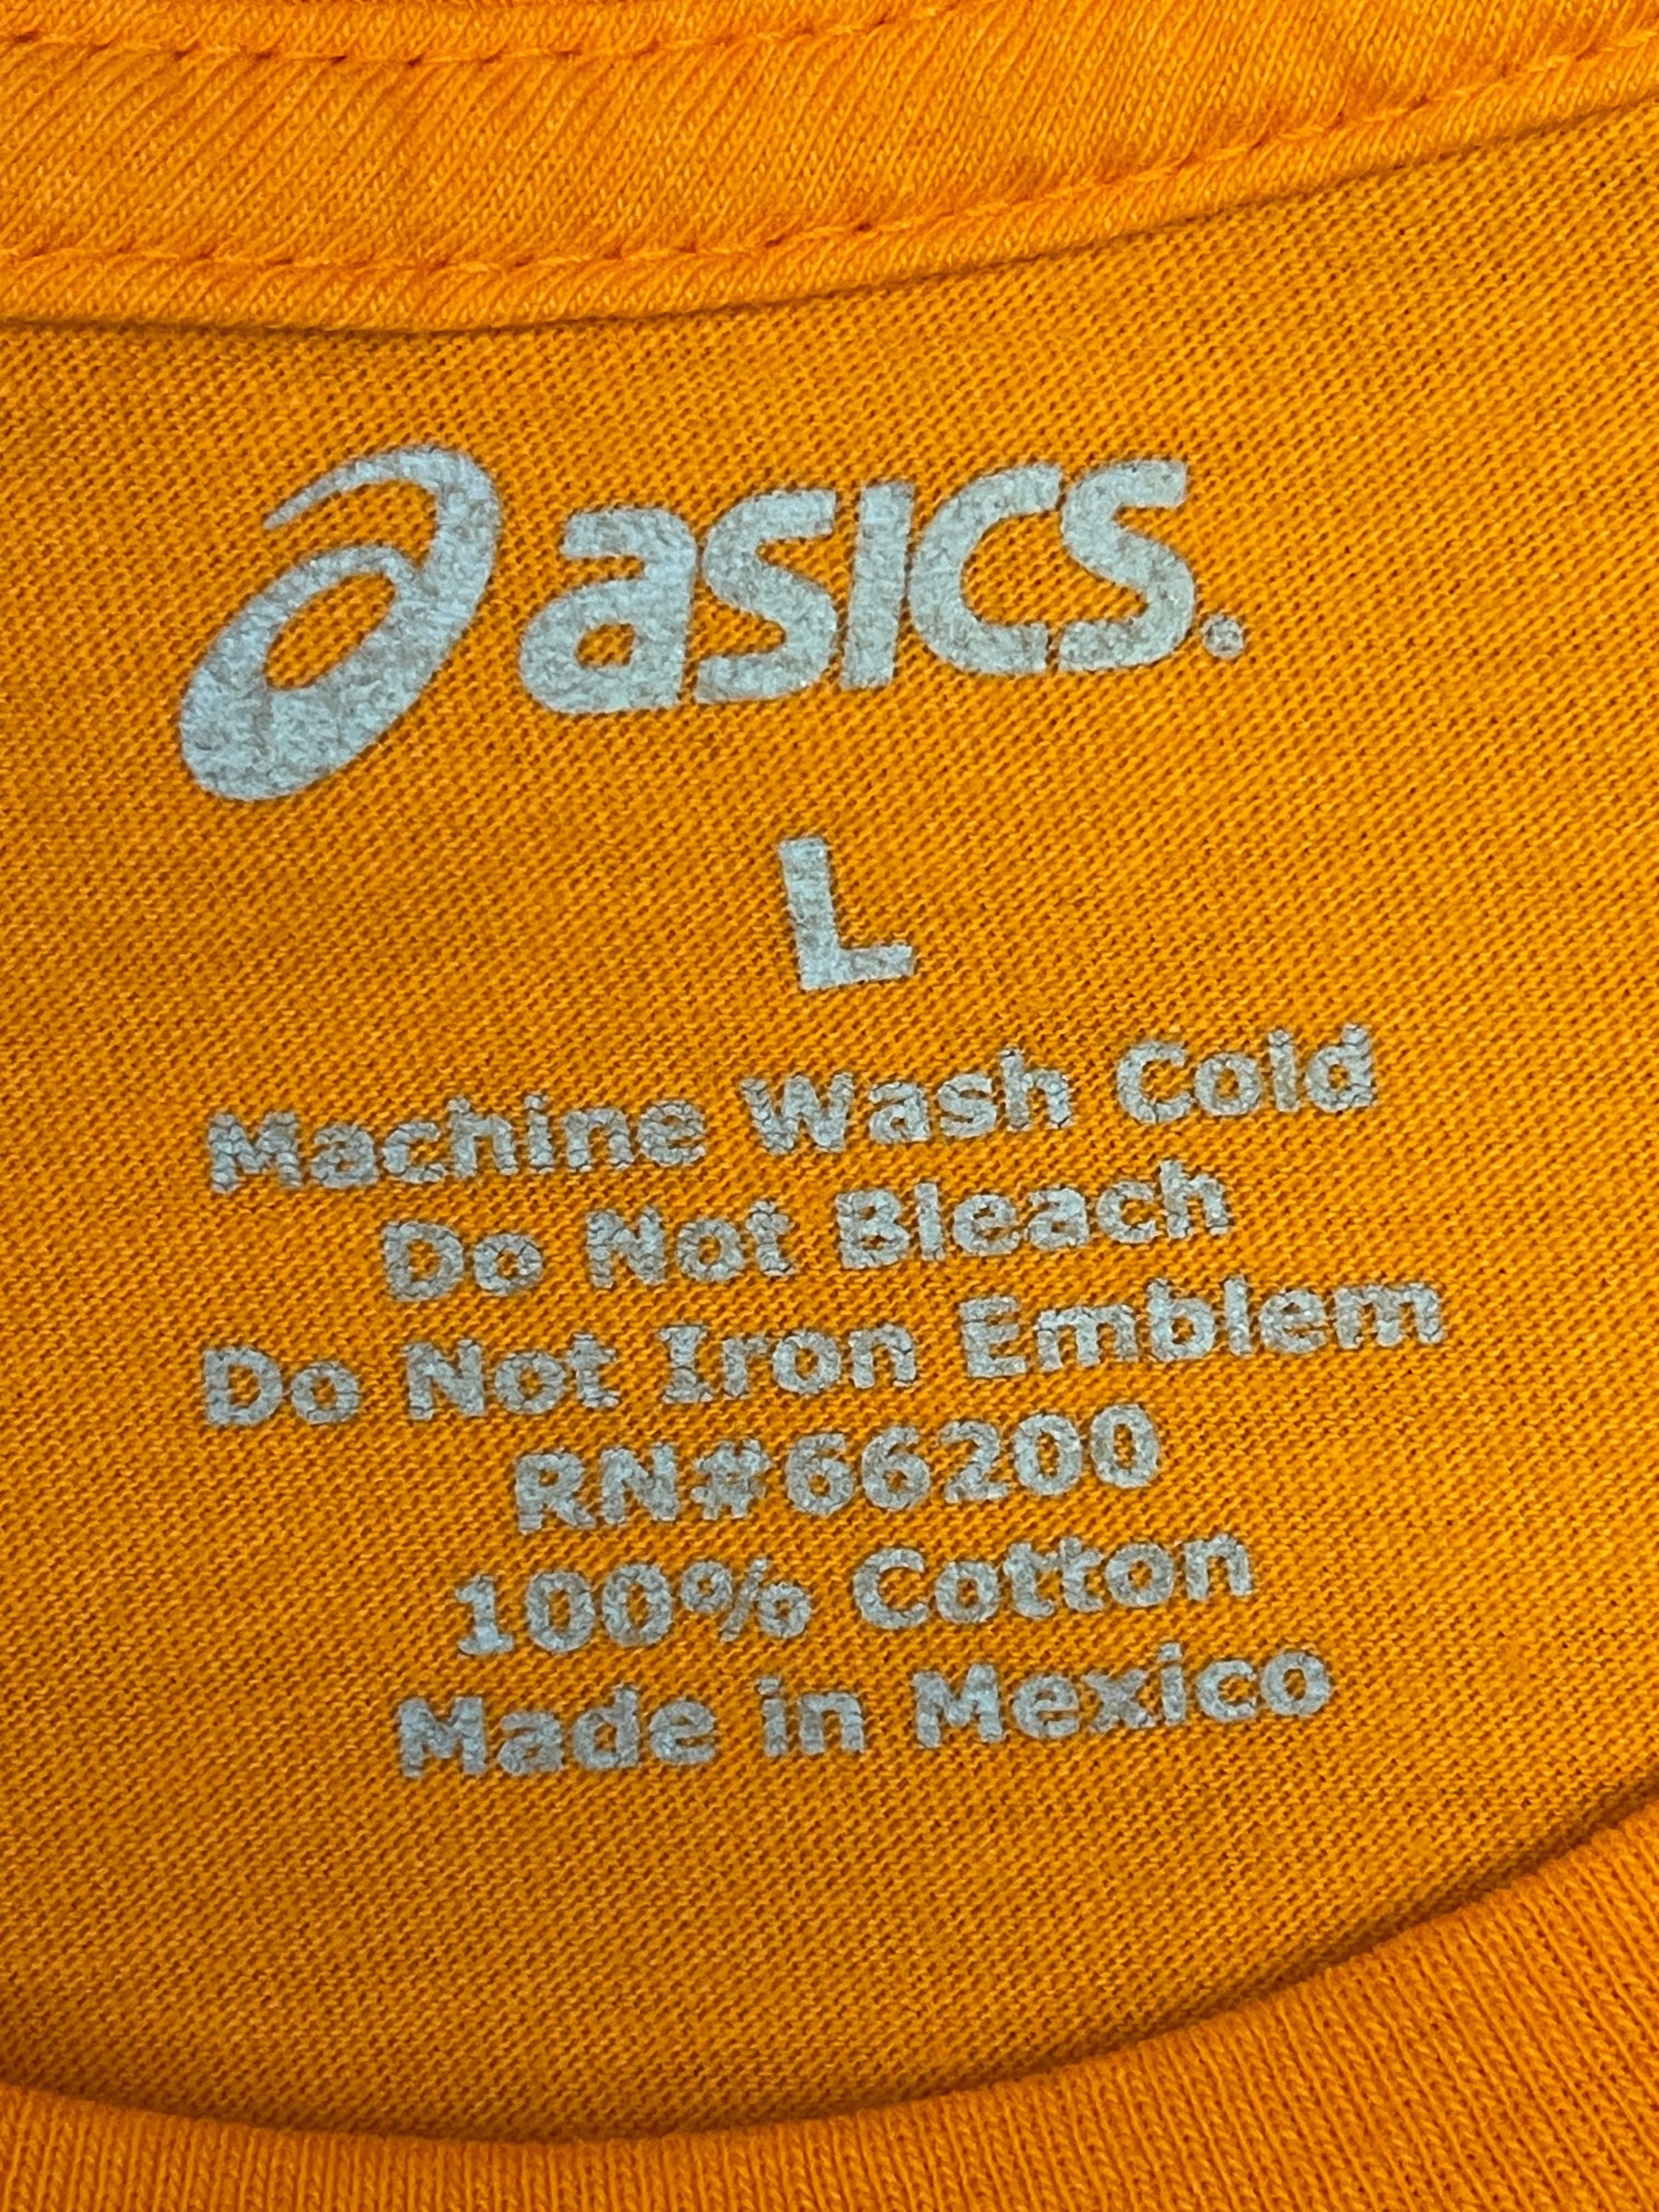 asics®
L
Machine Wash Cold
Do Not Bleach
Do Not Iron Emblem
RN#66200
100% Cotton
Made in Mexico